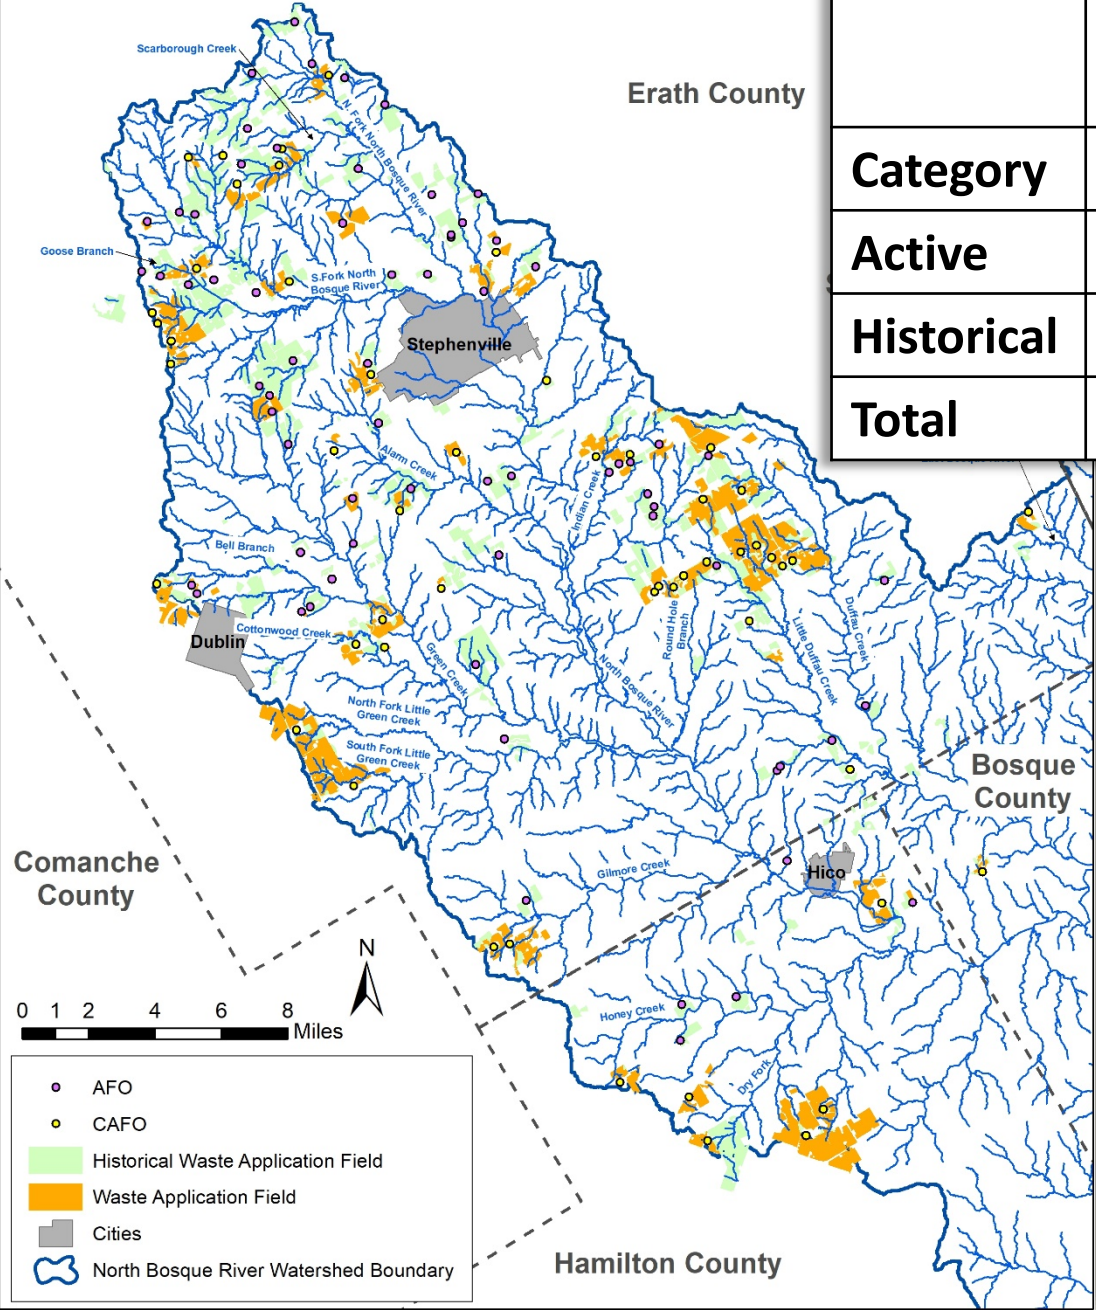 Scarborough Creek
Erath County
N. Fork North Bosque River
Category
Active
Historical
Total
Goose Branch
S.Fork North
Bosque River
Stephenville
Alarm Creek
Indian Creek
Bell Branch
Dublin
Cottonwood Creek
Green Creek
Round Hole
Branch
Little Duffau Creek
Duffau Creek
North Bosque River
North Fork Little
Green Creek
South Fork Little
Green Creek
Bosque
County
Comanche
County
Gilmore Creek
Hico
N
0 1 2 4 6 8
Miles
Honey Creek
Dry Fork
AFO
CAFO
Historical Waste Application Field
Waste Application Field
Cities
North Bosque River Watershed Boundary
Hamilton County